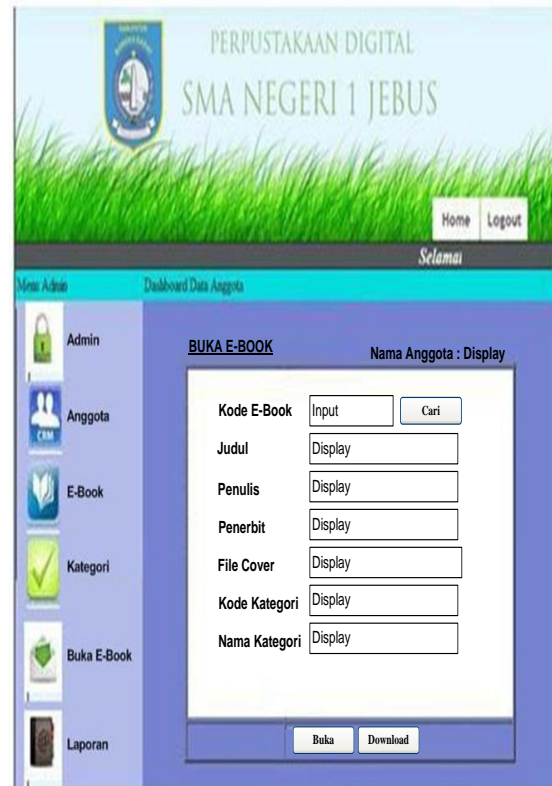 PERPUSTAKAAN DIGITAL
SMA NEGERI 1 JEBUS
Home Logout
Selamat
Menu Admin Dashboard Data Anggota
Admin
Anggota
CRM
E-Book
Kategori
Buka E-Book
Laporan
BUKA E-BOOK Nama Anggota : Display
Kode E-Book Input Cari
Judul Display
Penulis Display
Penerbit Display
File Cover Display
Kode Kategori Display
Nama Kategori Display
Buka Download